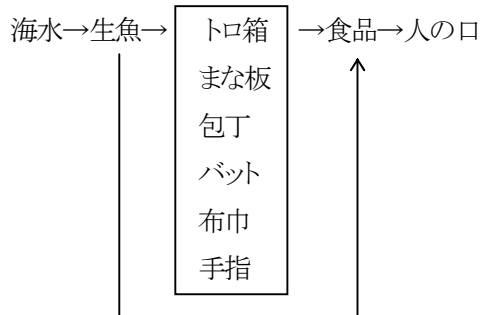 海水→生魚→ トロ箱 →食品→人の口
まな板
包丁
バット
布巾
手指